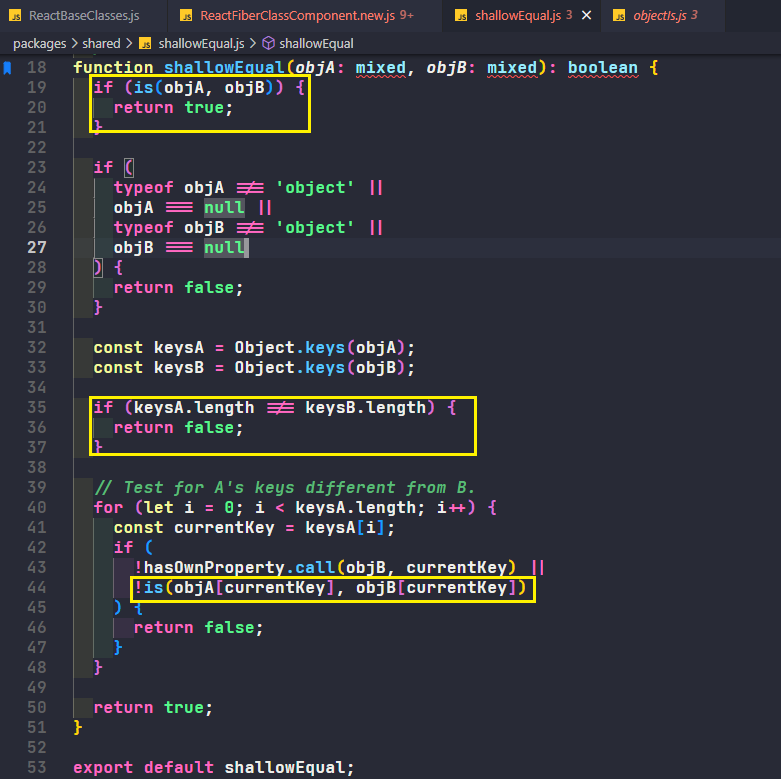 ReactBaseClasses.js
JS ReactFiberClassComponent.new.js 9+
JS shallowEqual.js 3 ×
JS objectIs.js 3
packages > shared > JS shallowEqual.js > shallowEqual
18 function shallowEqual(objA: mixed, objB: mixed): boolean {
19 if (is(objA, objB)) {
20 return true;
21 }
22
23 if (
24 typeof objA !== 'object' ||
25 objA === null ||
26 typeof objB !== 'object' ||
27 objB === null
28 ) {
29 return false;
30 }
31
32 const keysA = Object.keys(objA);
33 const keysB = Object.keys(objB);
34
35 if (keysA.length !== keysB.length) {
36 return false;
37 }
38
39 // Test for A's keys different from B.
40 for (let i = 0; i < keysA.length; i++) {
41 const currentKey = keysA[i];
42 if (
43 !hasOwnProperty.call(objB, currentKey) ||
44 !is(objA[currentKey], objB[currentKey])
45 ) {
46 return false;
47 }
48 }
49
50 return true;
51 }
52
53 export default shallowEqual;